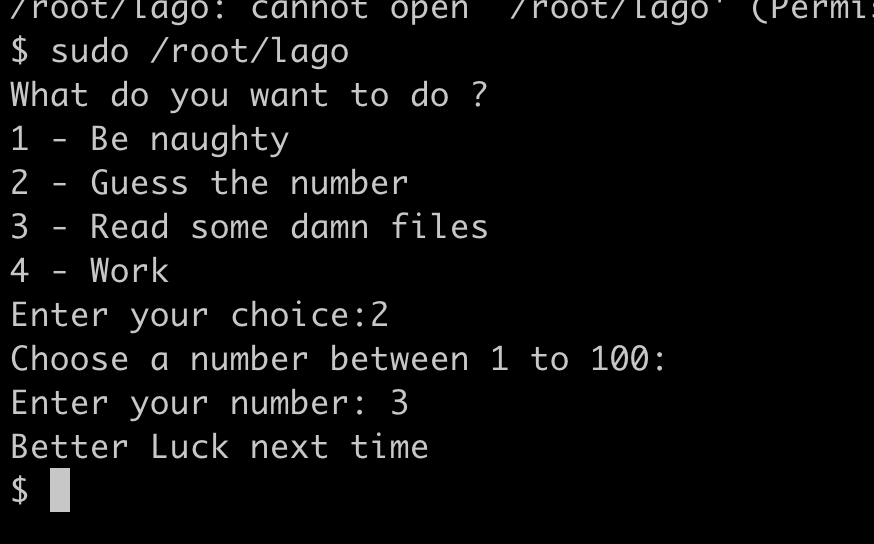 /root/lago: cannot open `/root/lago' (Permis
$ sudo /root/lago
What do you want to do ?
1 - Be naughty
2 - Guess the number
3 - Read some damn files
4 - Work
Enter your choice:2
Choose a number between 1 to 100:
Enter your number: 3
Better Luck next time
$